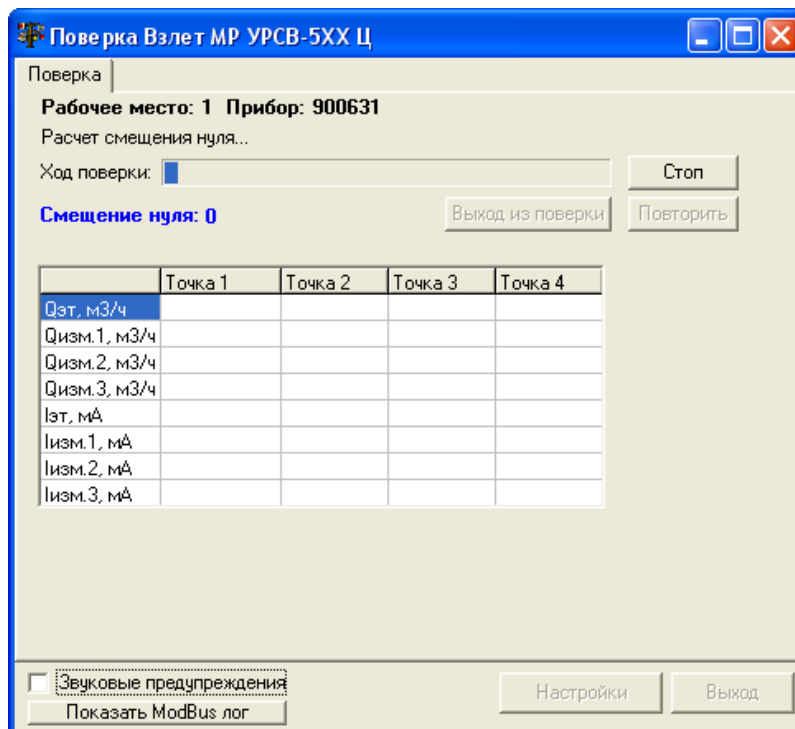 Поверка Взлет МР УРСВ-5ХХ Ц
Поверка
Рабочее место: 1 Прибор: 900631
Расчет смещения нуля...
Ход поверки: Стоп
Смещение нуля: 0 Выход из поверки Повторить
Точка 1 Точка 2 Точка 3 Точка 4
Qэт, м3/ч
Qизм.1, м3/ч
Qизм.2, м3/ч
Qизм.3, м3/ч
Iэт, мА
Iизм.1, мА
Iизм.2, мА
Iизм.3, мА
Звуковые предупреждения
Настройки Выход
Показать ModBus лог